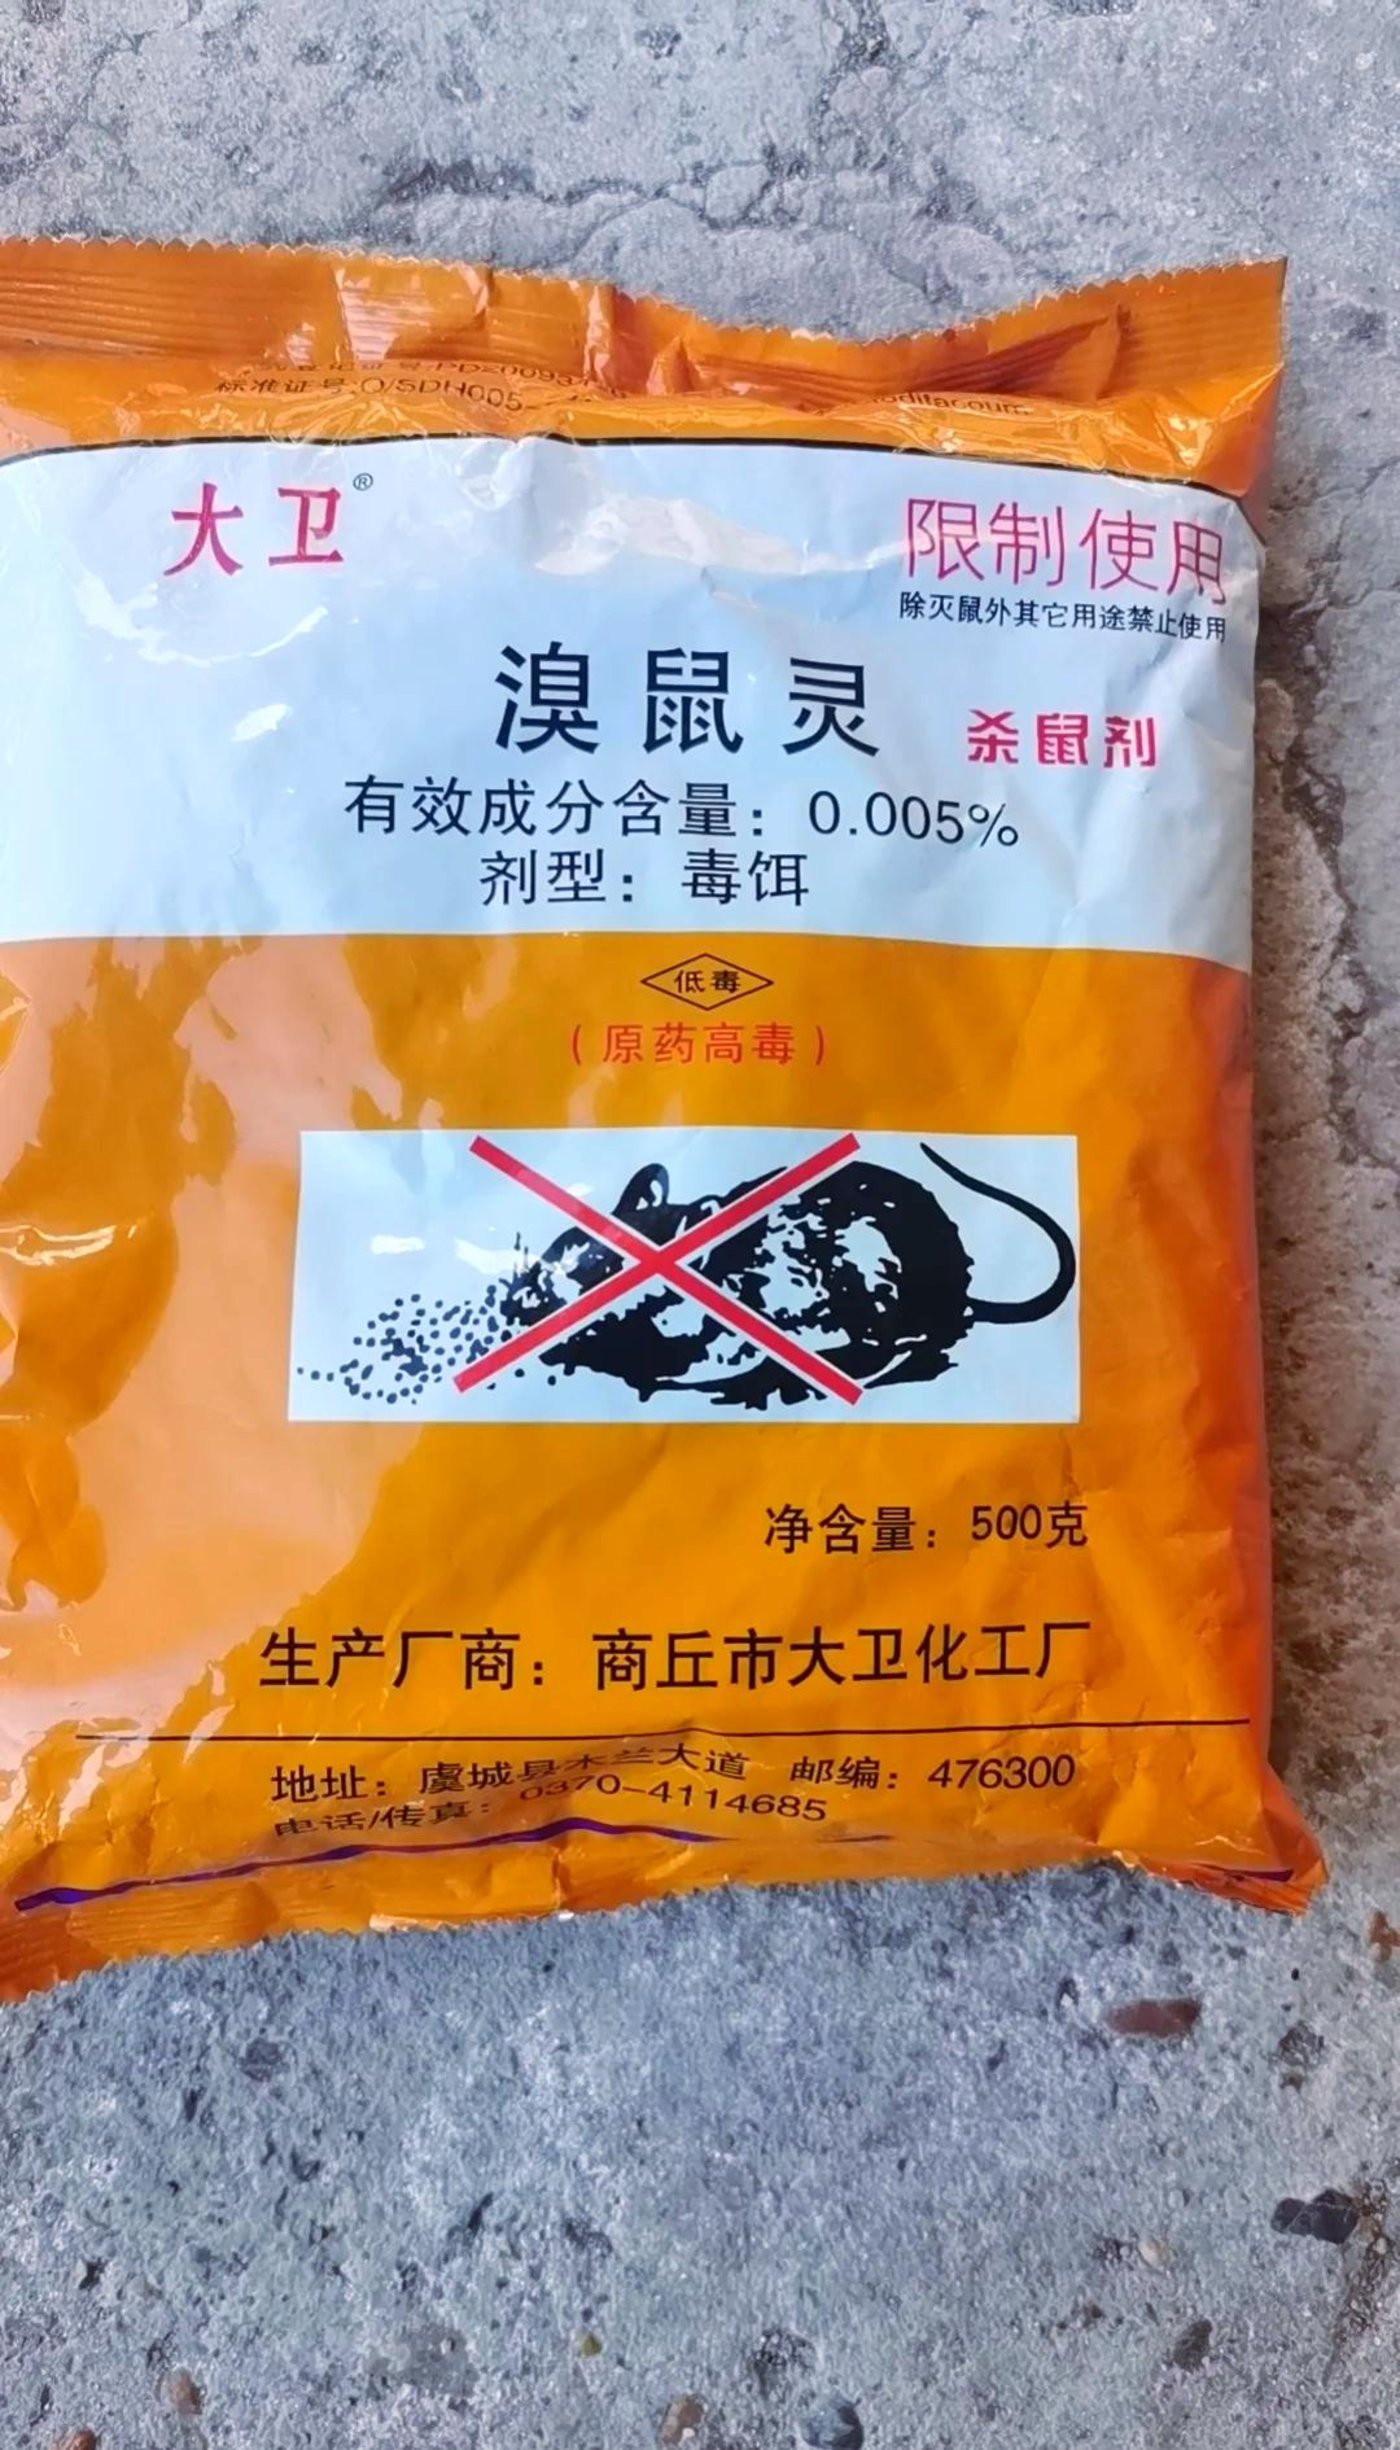 标准证号:Q/SDH005
大卫®
限制使用
除灭鼠外其它用途禁止使用
溴鼠灵 杀鼠剂
有效成分含量：0.005%
剂型：毒饵
低毒
（原药高毒）
净含量：500克
生产厂商：商丘市大卫化工厂
地址：虞城县木兰大道 邮编：476300
电话/传真：0370-4114685